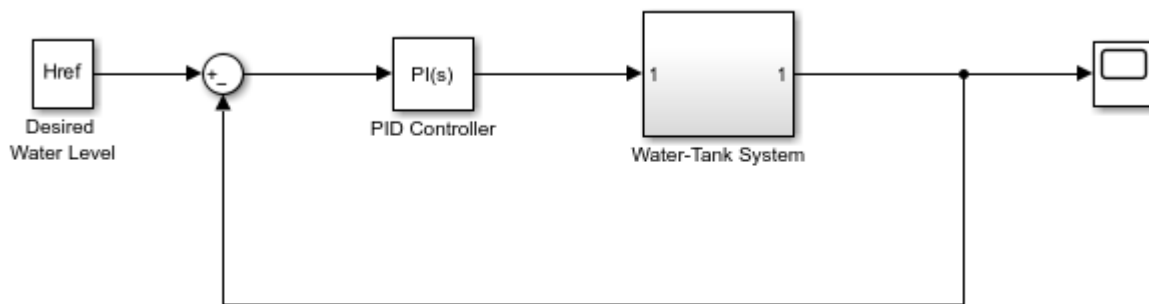 Href
Desired
Water Level
+
−
PI(s)
PID Controller
1
1
Water-Tank System